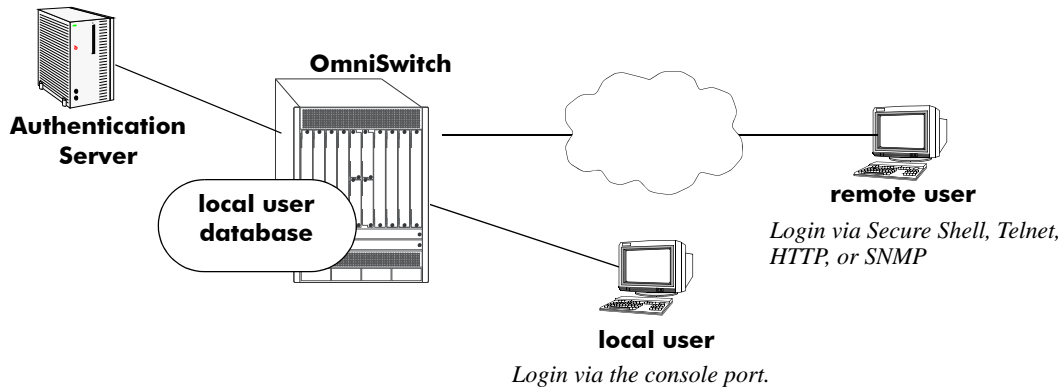 OmniSwitch
Authentication
Server
local user
database
remote user
Login via Secure Shell, Telnet,
HTTP, or SNMP
local user
Login via the console port.